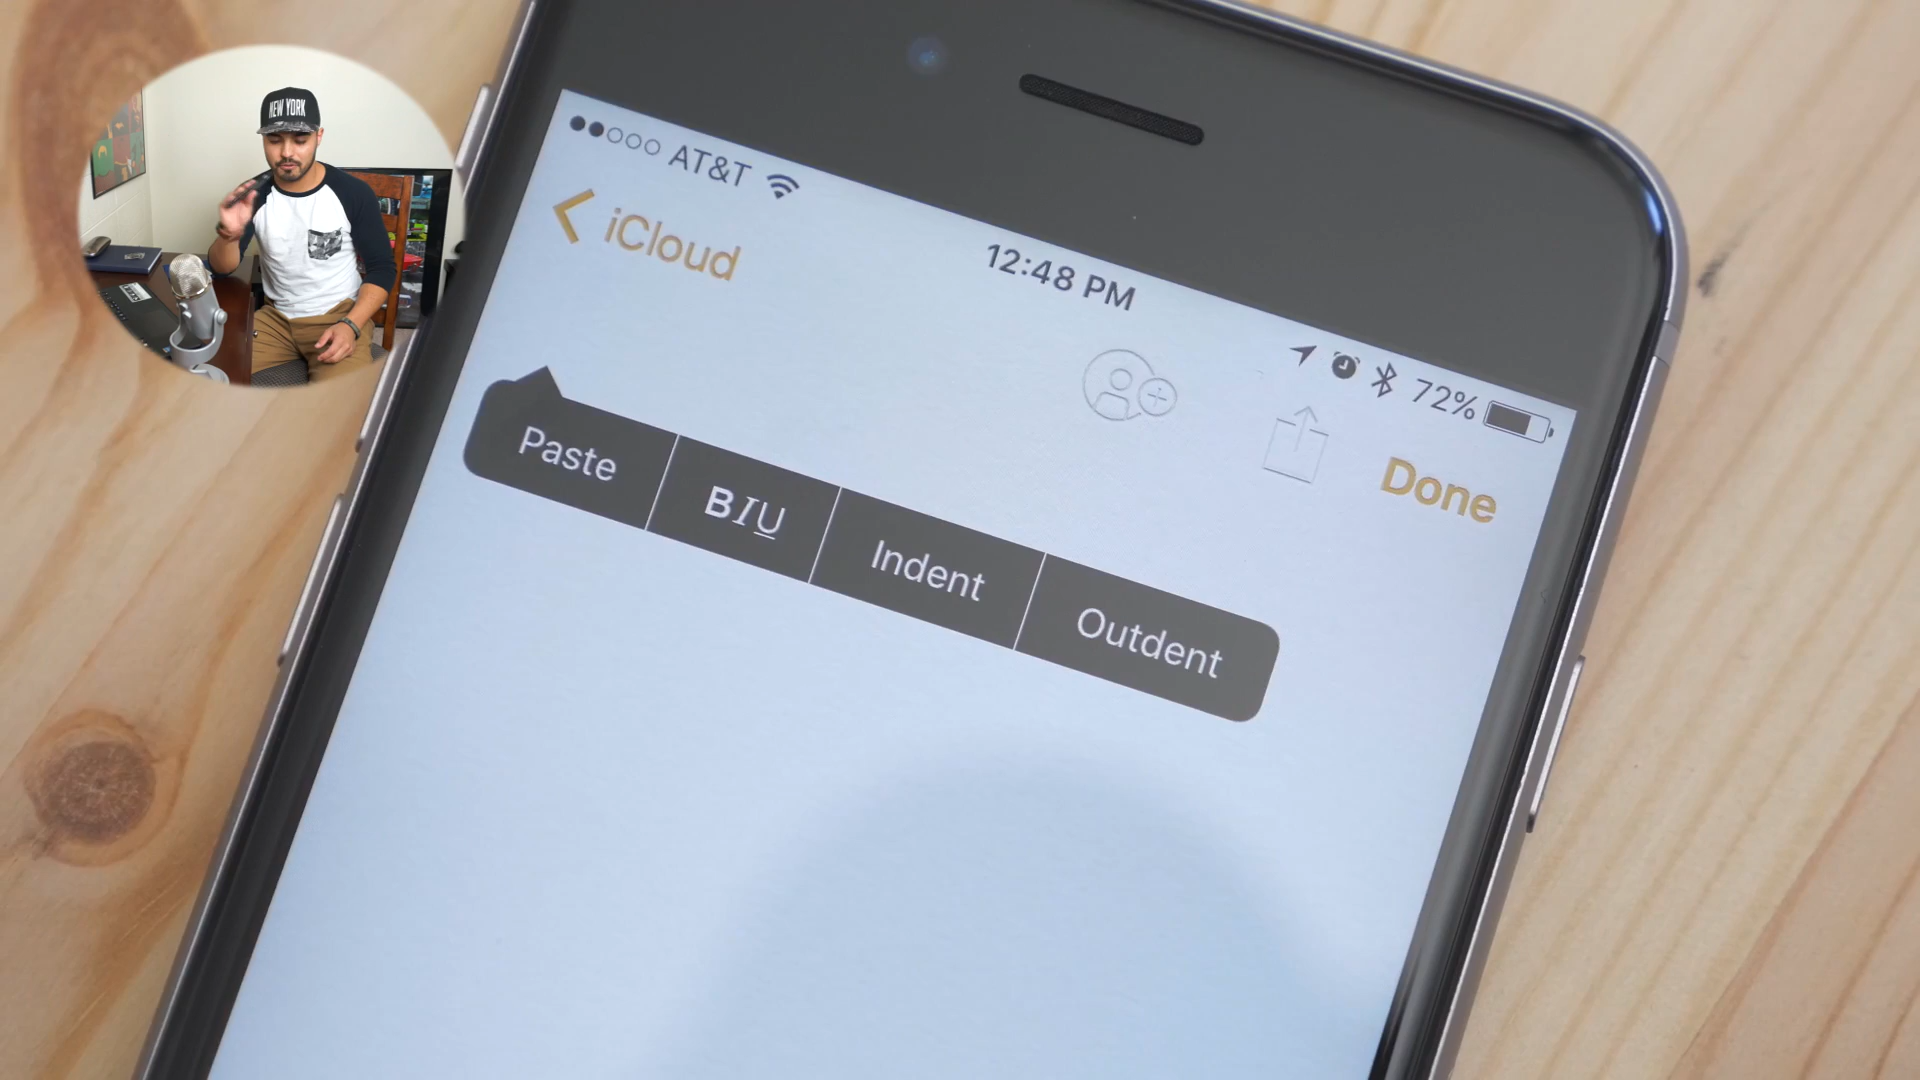 NEW YORK
AT&T
12:48 PM
72%
iCloud
Done
Paste
BIU
Indent
Outdent